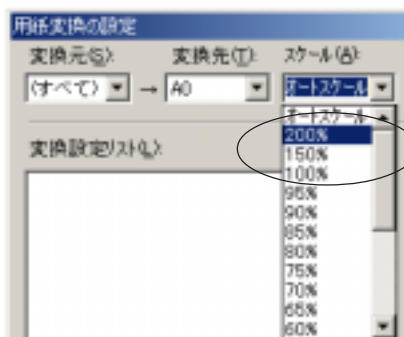 用紙変換の設定
変換元(S): 変換先(T): スケール(A):
(すべて) → A0 オートスケール
オートスケール
変換設定リスト(L):
200%
150%
100%
95%
90%
85%
80%
75%
70%
65%
60%